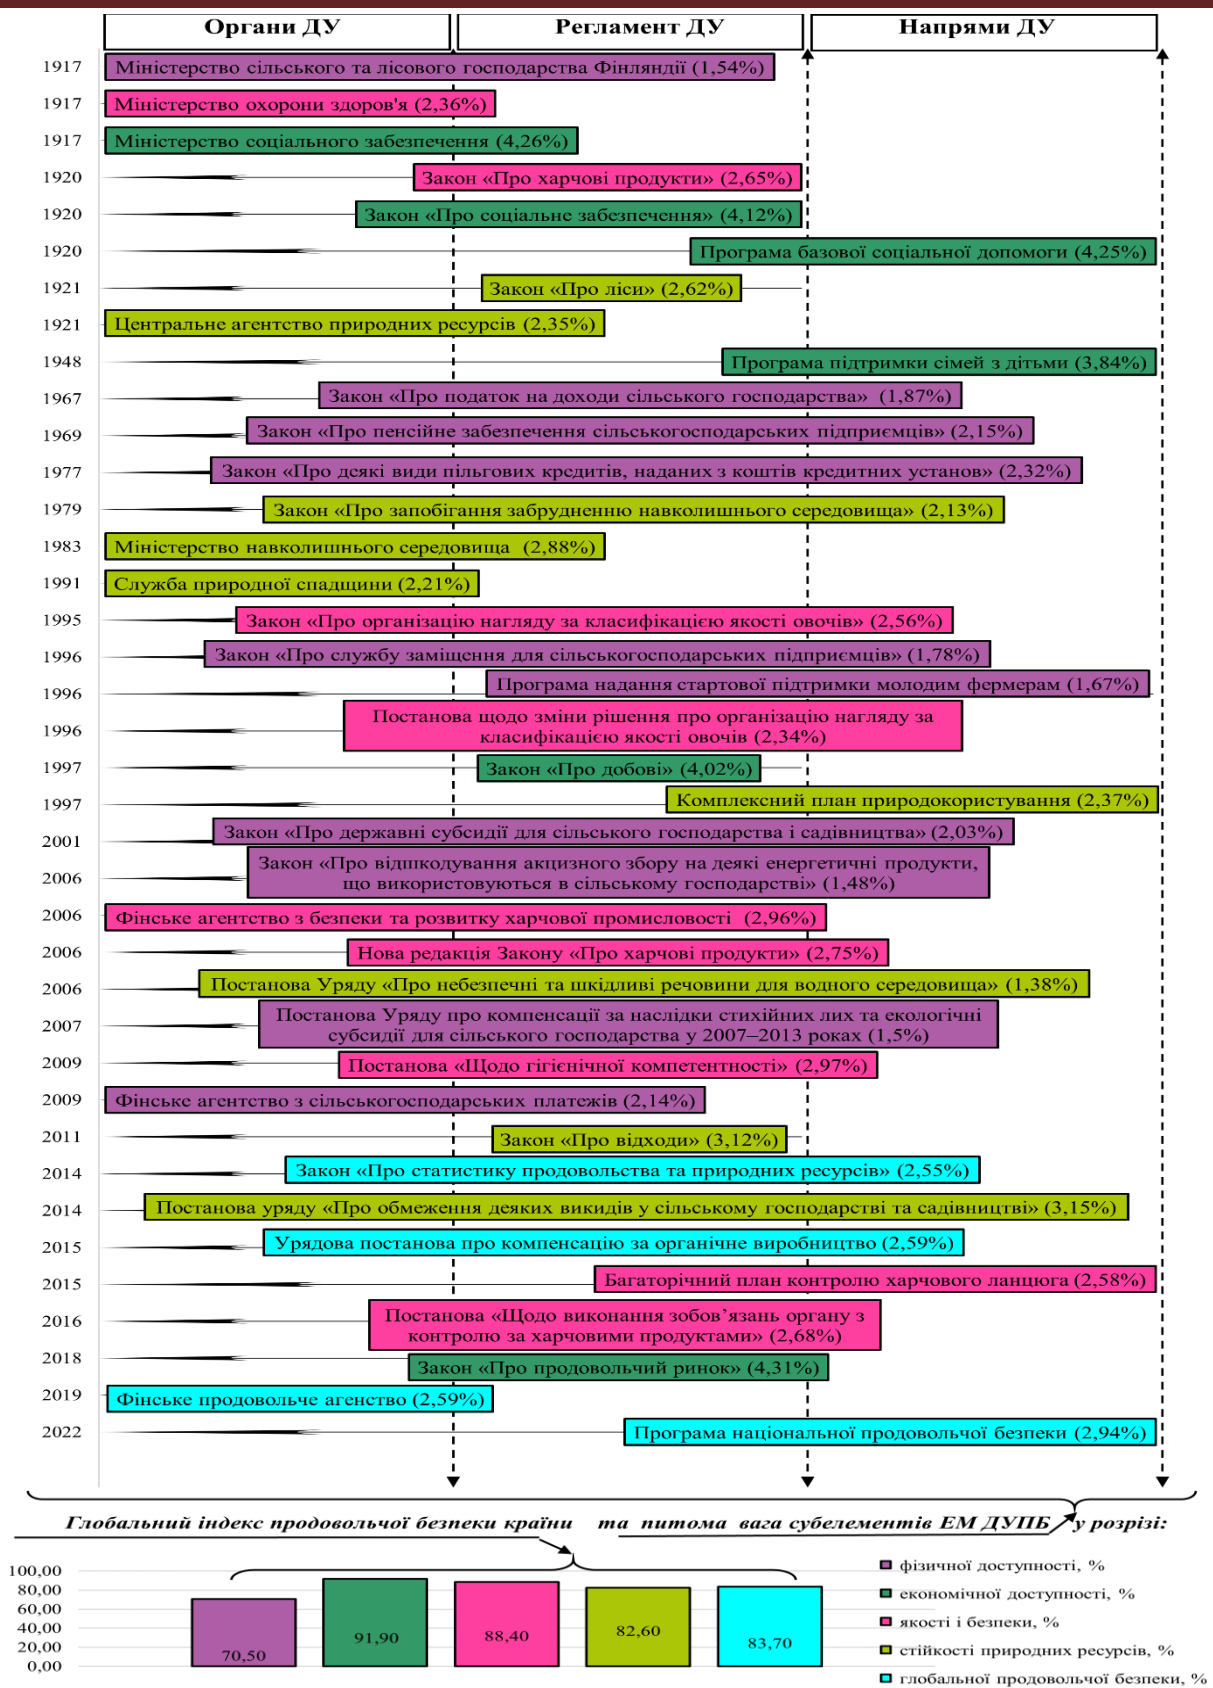 Органи ДУ
Регламент ДУ
Напрями ДУ
1917
Міністерство сільського та лісового господарства Фінляндії (1,54%)
1917
Міністерство охорони здоров'я (2,36%)
1917
Міністерство соціального забезпечення (4,26%)
1920
Закон «Про харчові продукти» (2,65%)
1920
Закон «Про соціальне забезпечення» (4,12%)
1920
Програма базової соціальної допомоги (4,25%)
1921
Закон «Про ліси» (2,62%)
1921
Центральне агентство природних ресурсів (2,35%)
1948
Програма підтримки сімей з дітьми (3,84%)
1967
Закон «Про податок на доходи сільського господарства» (1,87%)
1969
Закон «Про пенсійне забезпечення сільськогосподарських підприємців» (2,15%)
1977
Закон «Про деякі види пільгових кредитів, наданих з коштів кредитних установ» (2,32%)
1979
Закон «Про запобігання забрудненню навколишнього середовища» (2,13%)
1983
Міністерство навколишнього середовища (2,88%)
1991
Служба природної спадщини (2,21%)
1995
Закон «Про організацію нагляду за класифікацією якості овочів» (2,56%)
1996
Закон «Про службу заміщення для сільськогосподарських підприємців» (1,78%)
1996
Програма надання стартової підтримки молодим фермерам (1,67%)
1996
Постанова щодо зміни рішення про організацію нагляду за
класифікацією якості овочів (2,34%)
1997
Закон «Про добові» (4,02%)
1997
Комплексний план природокористування (2,37%)
2001
Закон «Про державні субсидії для сільського господарства і садівництва» (2,03%)
2006
Закон «Про відшкодування акцизного збору на деякі енергетичні продукти,
що використовуються в сільському господарстві» (1,48%)
2006
Фінське агентство з безпеки та розвитку харчової промисловості (2,96%)
2006
Нова редакція Закону «Про харчові продукти» (2,75%)
2006
Постанова Уряду «Про небезпечні та шкідливі речовини для водного середовища» (1,38%)
2007
Постанова Уряду про компенсації за наслідки стихійних лих та екологічні
субсидії для сільського господарства у 2007–2013 роках (1,5%)
2009
Постанова «Щодо гігієнічної компетентності» (2,97%)
2009
Фінське агентство з сільськогосподарських платежів (2,14%)
2011
Закон «Про відходи» (3,12%)
2014
Закон «Про статистику продовольства та природних ресурсів» (2,55%)
2014
Постанова уряду «Про обмеження деяких викидів у сільському господарстві та садівництві» (3,15%)
2015
Урядова постанова про компенсацію за органічне виробництво (2,59%)
2015
Багаторічний план контролю харчового ланцюга (2,58%)
2016
Постанова «Щодо виконання зобов’язань органу з
контролю за харчовими продуктами» (2,68%)
2018
Закон «Про продовольчий ринок» (4,31%)
2019
Фінське продовольче агенство (2,59%)
2022
Програма національної продовольчої безпеки (2,94%)
Глобальний індекс продовольчої безпеки країни та питома вага субелементів ЕМ ДУПБ у розрізі:
100,00
80,00
60,00
40,00
20,00
0,00
70,50
91,90
88,40
82,60
83,70
фізичної доступності, %
економічної доступності, %
якості і безпеки, %
стійкості природних ресурсів, %
глобальної продовольчої безпеки, %